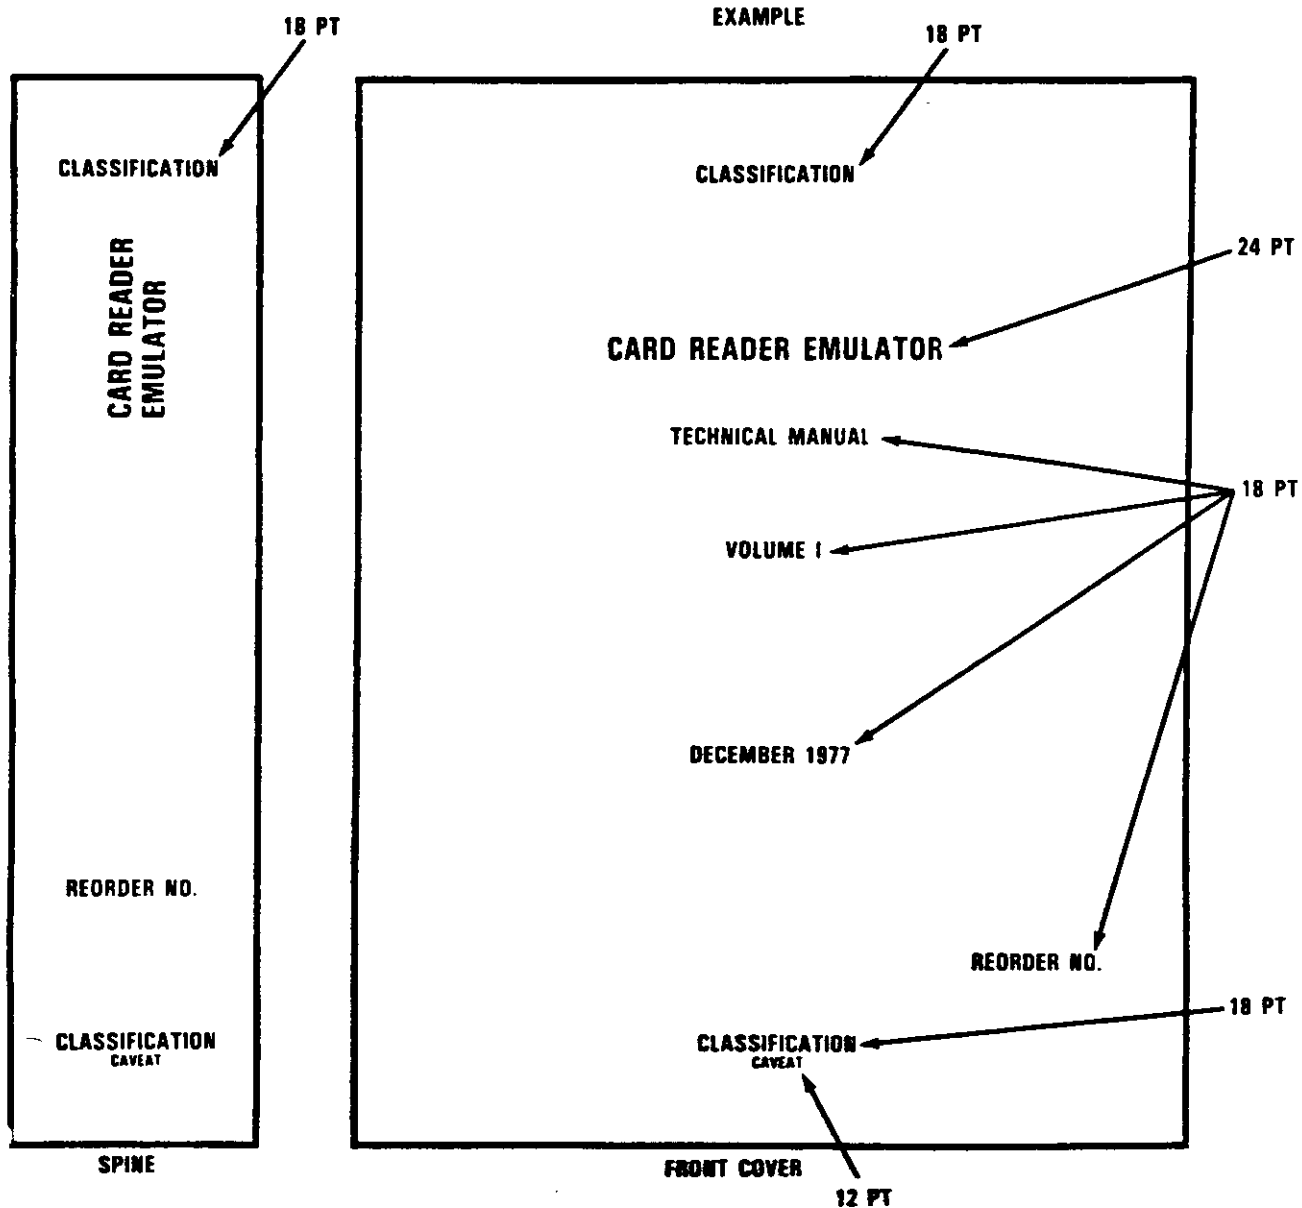 EXAMPLE
18 PT
CLASSIFICATION
CARD READER
EMULATOR
REORDER NO.
CLASSIFICATION
CAVEAT
SPINE
18 PT
CLASSIFICATION
24 PT
CARD READER EMULATOR
TECHNICAL MANUAL
18 PT
VOLUME I
DECEMBER 1977
REORDER NO.
18 PT
CLASSIFICATION
CAVEAT
FRONT COVER
12 PT